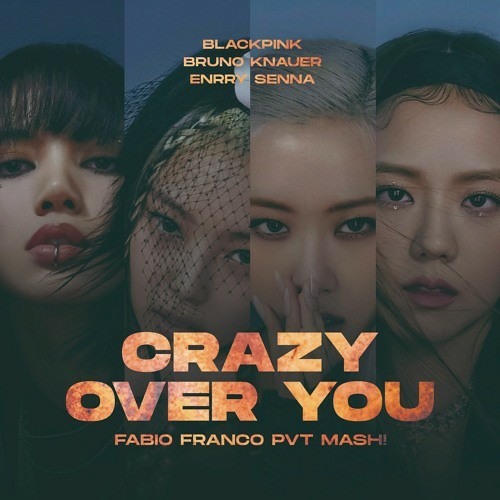 BLACKPINK
BRUNO KNAUER
ENRRY SENNA
CRAZY
OVER YOU
FABIO FRANCO PVT MASH!